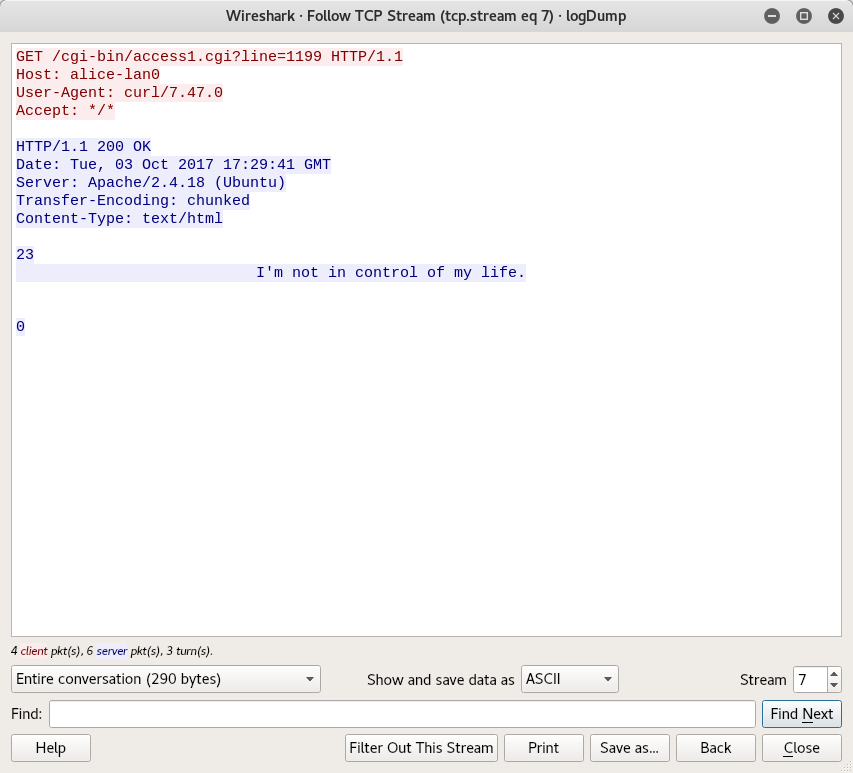 Wireshark · Follow TCP Stream (tcp.stream eq 7) · logDump
GET /cgi-bin/access1.cgi?line=1199 HTTP/1.1
Host: alice-lan0
User-Agent: curl/7.47.0
Accept: */*
HTTP/1.1 200 OK
Date: Tue, 03 Oct 2017 17:29:41 GMT
Server: Apache/2.4.18 (Ubuntu)
Transfer-Encoding: chunked
Content-Type: text/html
23
I'm not in control of my life.
0
4 client pkt(s), 6 server pkt(s), 3 turn(s).
Entire conversation (290 bytes) Show and save data as ASCII Stream 7
Find: Find Next
Help Filter Out This Stream Print Save as... Back Close